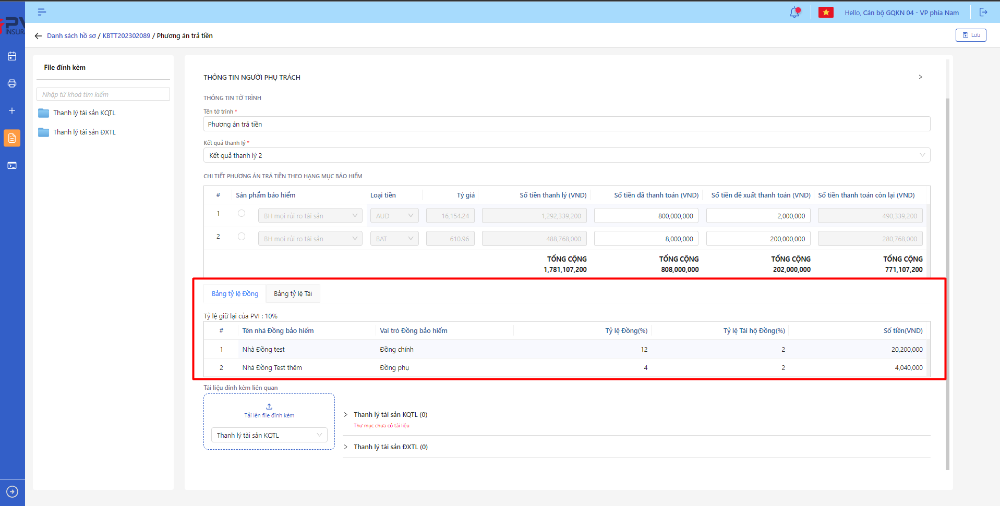 PV
INSUR
Hello, Cán bộ GQKN 04 - VP phía Nam
Danh sách hồ sơ / KBTT202302089 / Phương án trả tiền
Lưu
File đính kèm
Nhập từ khoá tìm kiếm
Thanh lý tài sản KQTL
Thanh lý tài sản ĐXTL
THÔNG TIN NGƯỜI PHỤ TRÁCH
THÔNG TIN TỜ TRÌNH
Tên tờ trình *
Phương án trả tiền
Kết quả thanh lý *
Kết quả thanh lý 2
CHI TIẾT PHƯƠNG ÁN TRẢ TIỀN THEO HẠNG MỤC BẢO HIỂM
# Sản phẩm bảo hiểm Loại tiền Tỷ giá Số tiền thanh lý (VND) Số tiền đã thanh toán (VND) Số tiền đề xuất thanh toán (VND) Số tiền thanh toán còn lại (VND)
1 BH mọi rủi ro tài sản AUD 16,154.24 1,292,339,200 800,000,000 2,000,000 490,339,200
2 BH mọi rủi ro tài sản BAT 610.96 488,768,000 8,000,000 200,000,000 280,768,000
TỔNG CỘNG TỔNG CỘNG TỔNG CỘNG TỔNG CỘNG
1,781,107,200 808,000,000 202,000,000 771,107,200
Bảng tỷ lệ Đồng Bảng tỷ lệ Tái
Tỷ lệ giữ lại của PVI : 10%
# Tên nhà Đồng bảo hiểm Vai trò Đồng bảo hiểm Tỷ lệ Đồng(%) Tỷ lệ Tái hộ Đồng(%) Số tiền(VND)
1 Nhà Đồng test Đồng chính 12 2 20,200,000
2 Nhà Đồng Test thêm Đồng phụ 4 2 4,040,000
Tài liệu đính kèm liên quan
Tải lên file đính kèm
Thanh lý tài sản KQTL
Thanh lý tài sản KQTL (0)
Thư mục chưa có tài liệu
Thanh lý tài sản ĐXTL (0)